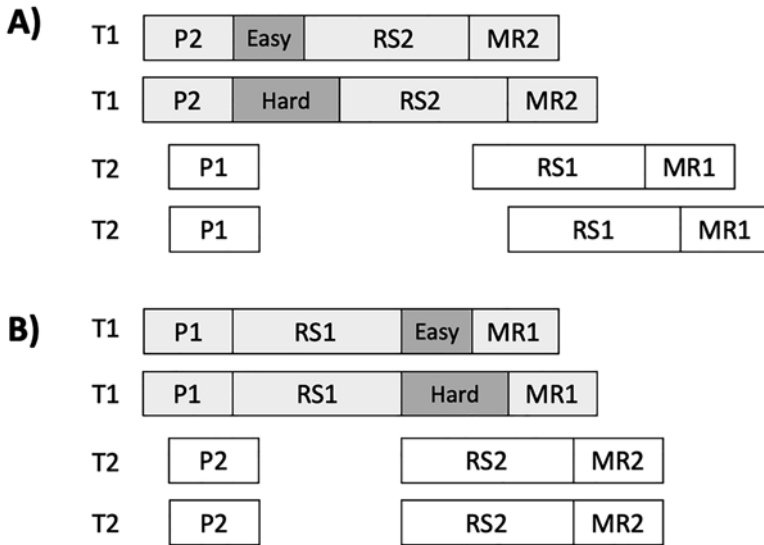 A)
T1 P2 Easy RS2 MR2
T1 P2 Hard RS2 MR2
T2 P1 RS1 MR1
T2 P1 RS1 MR1
B)
T1 P1 RS1 Easy MR1
T1 P1 RS1 Hard MR1
T2 P2 RS2 MR2
T2 P2 RS2 MR2